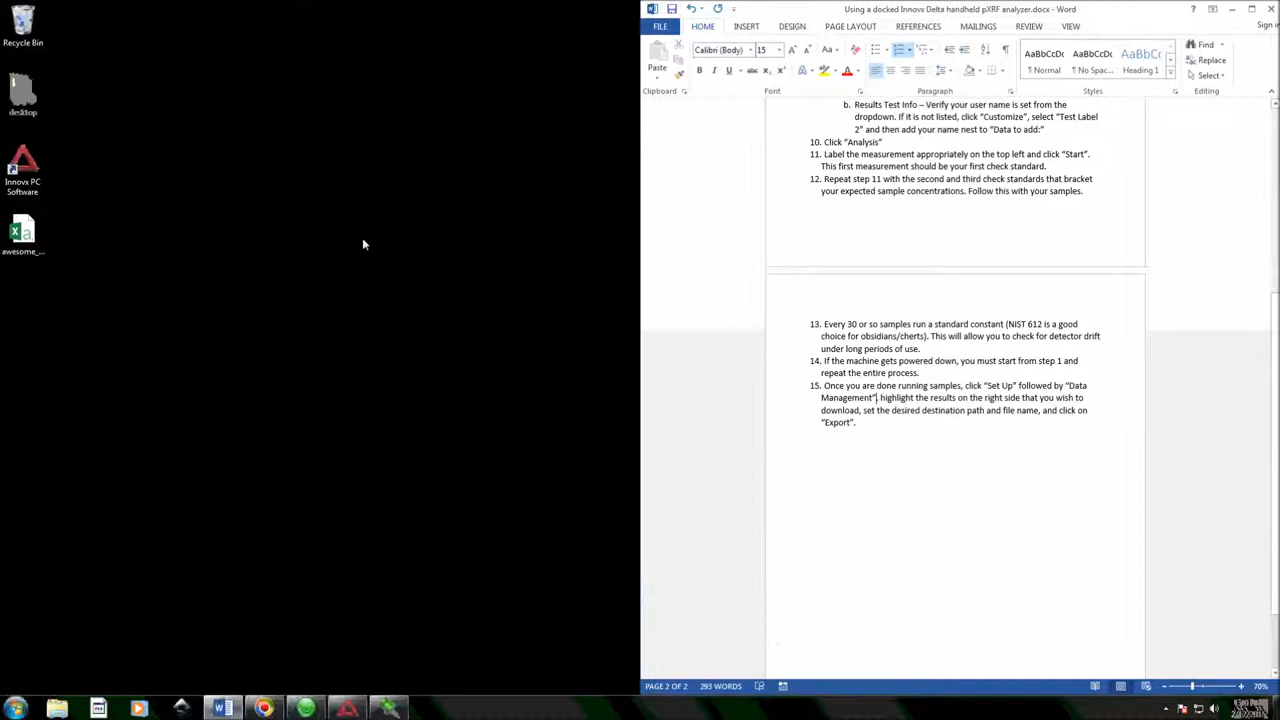 Using a docked Innovx Delta handheld pXRF analyzer.docx - Word
FILE HOME INSERT DESIGN PAGE LAYOUT REFERENCES MAILINGS REVIEW VIEW Sign
Calibri (Body) 15 Find
Paste AaBbCcDc AaBbCcDc AaBbCc Replace
¶ Normal ¶ No Spac... Heading 1 Select
Clipboard Font Paragraph Styles Editing
Recycle Bin
desktop
Innovx PC
Software
awesome_...
b. Results Test Info – Verify your user name is set from the
dropdown. If it is not listed, click “Customize”, select “Test Label
2” and then add your name nest to “Data to add:”
10. Click “Analysis”
11. Label the measurement appropriately on the top left and click “Start”.
This first measurement should be your first check standard.
12. Repeat step 11 with the second and third check standards that bracket
your expected sample concentrations. Follow this with your samples.
13. Every 30 or so samples run a standard constant (NIST 612 is a good
choice for obsidians/cherts). This will allow you to check for detector drift
under long periods of use.
14. If the machine gets powered down, you must start from step 1 and
repeat the entire process.
15. Once you are done running samples, click “Set Up” followed by “Data
Management”, highlight the results on the right side that you wish to
download, set the desired destination path and file name, and click on
“Export”.
PAGE 2 OF 2 293 WORDS 70%